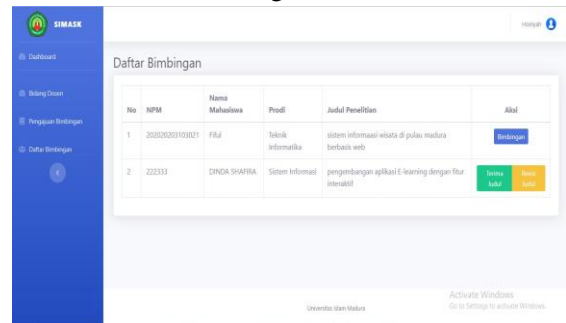 SIMASK
Dashboard
Bidang Dosen
Pengajuan Bimbingan
Daftar Bimbingan
Daftar Bimbingan
No NPM Nama Mahasiswa Prodi Judul Penelitian Aksi
1 202020203103021 Fiful Teknik Informatika sistem informaasi wisata di pulau madura berbasis web Bimbingan
2 222333 DINDA SHAFIRA Sistem Informasi pengembangan aplikasi E-learning dengan fitur interaktif Terima Judul Revisi Judul
Activate Windows
Go to Settings to activate Windows.
Universitas Islam Madura